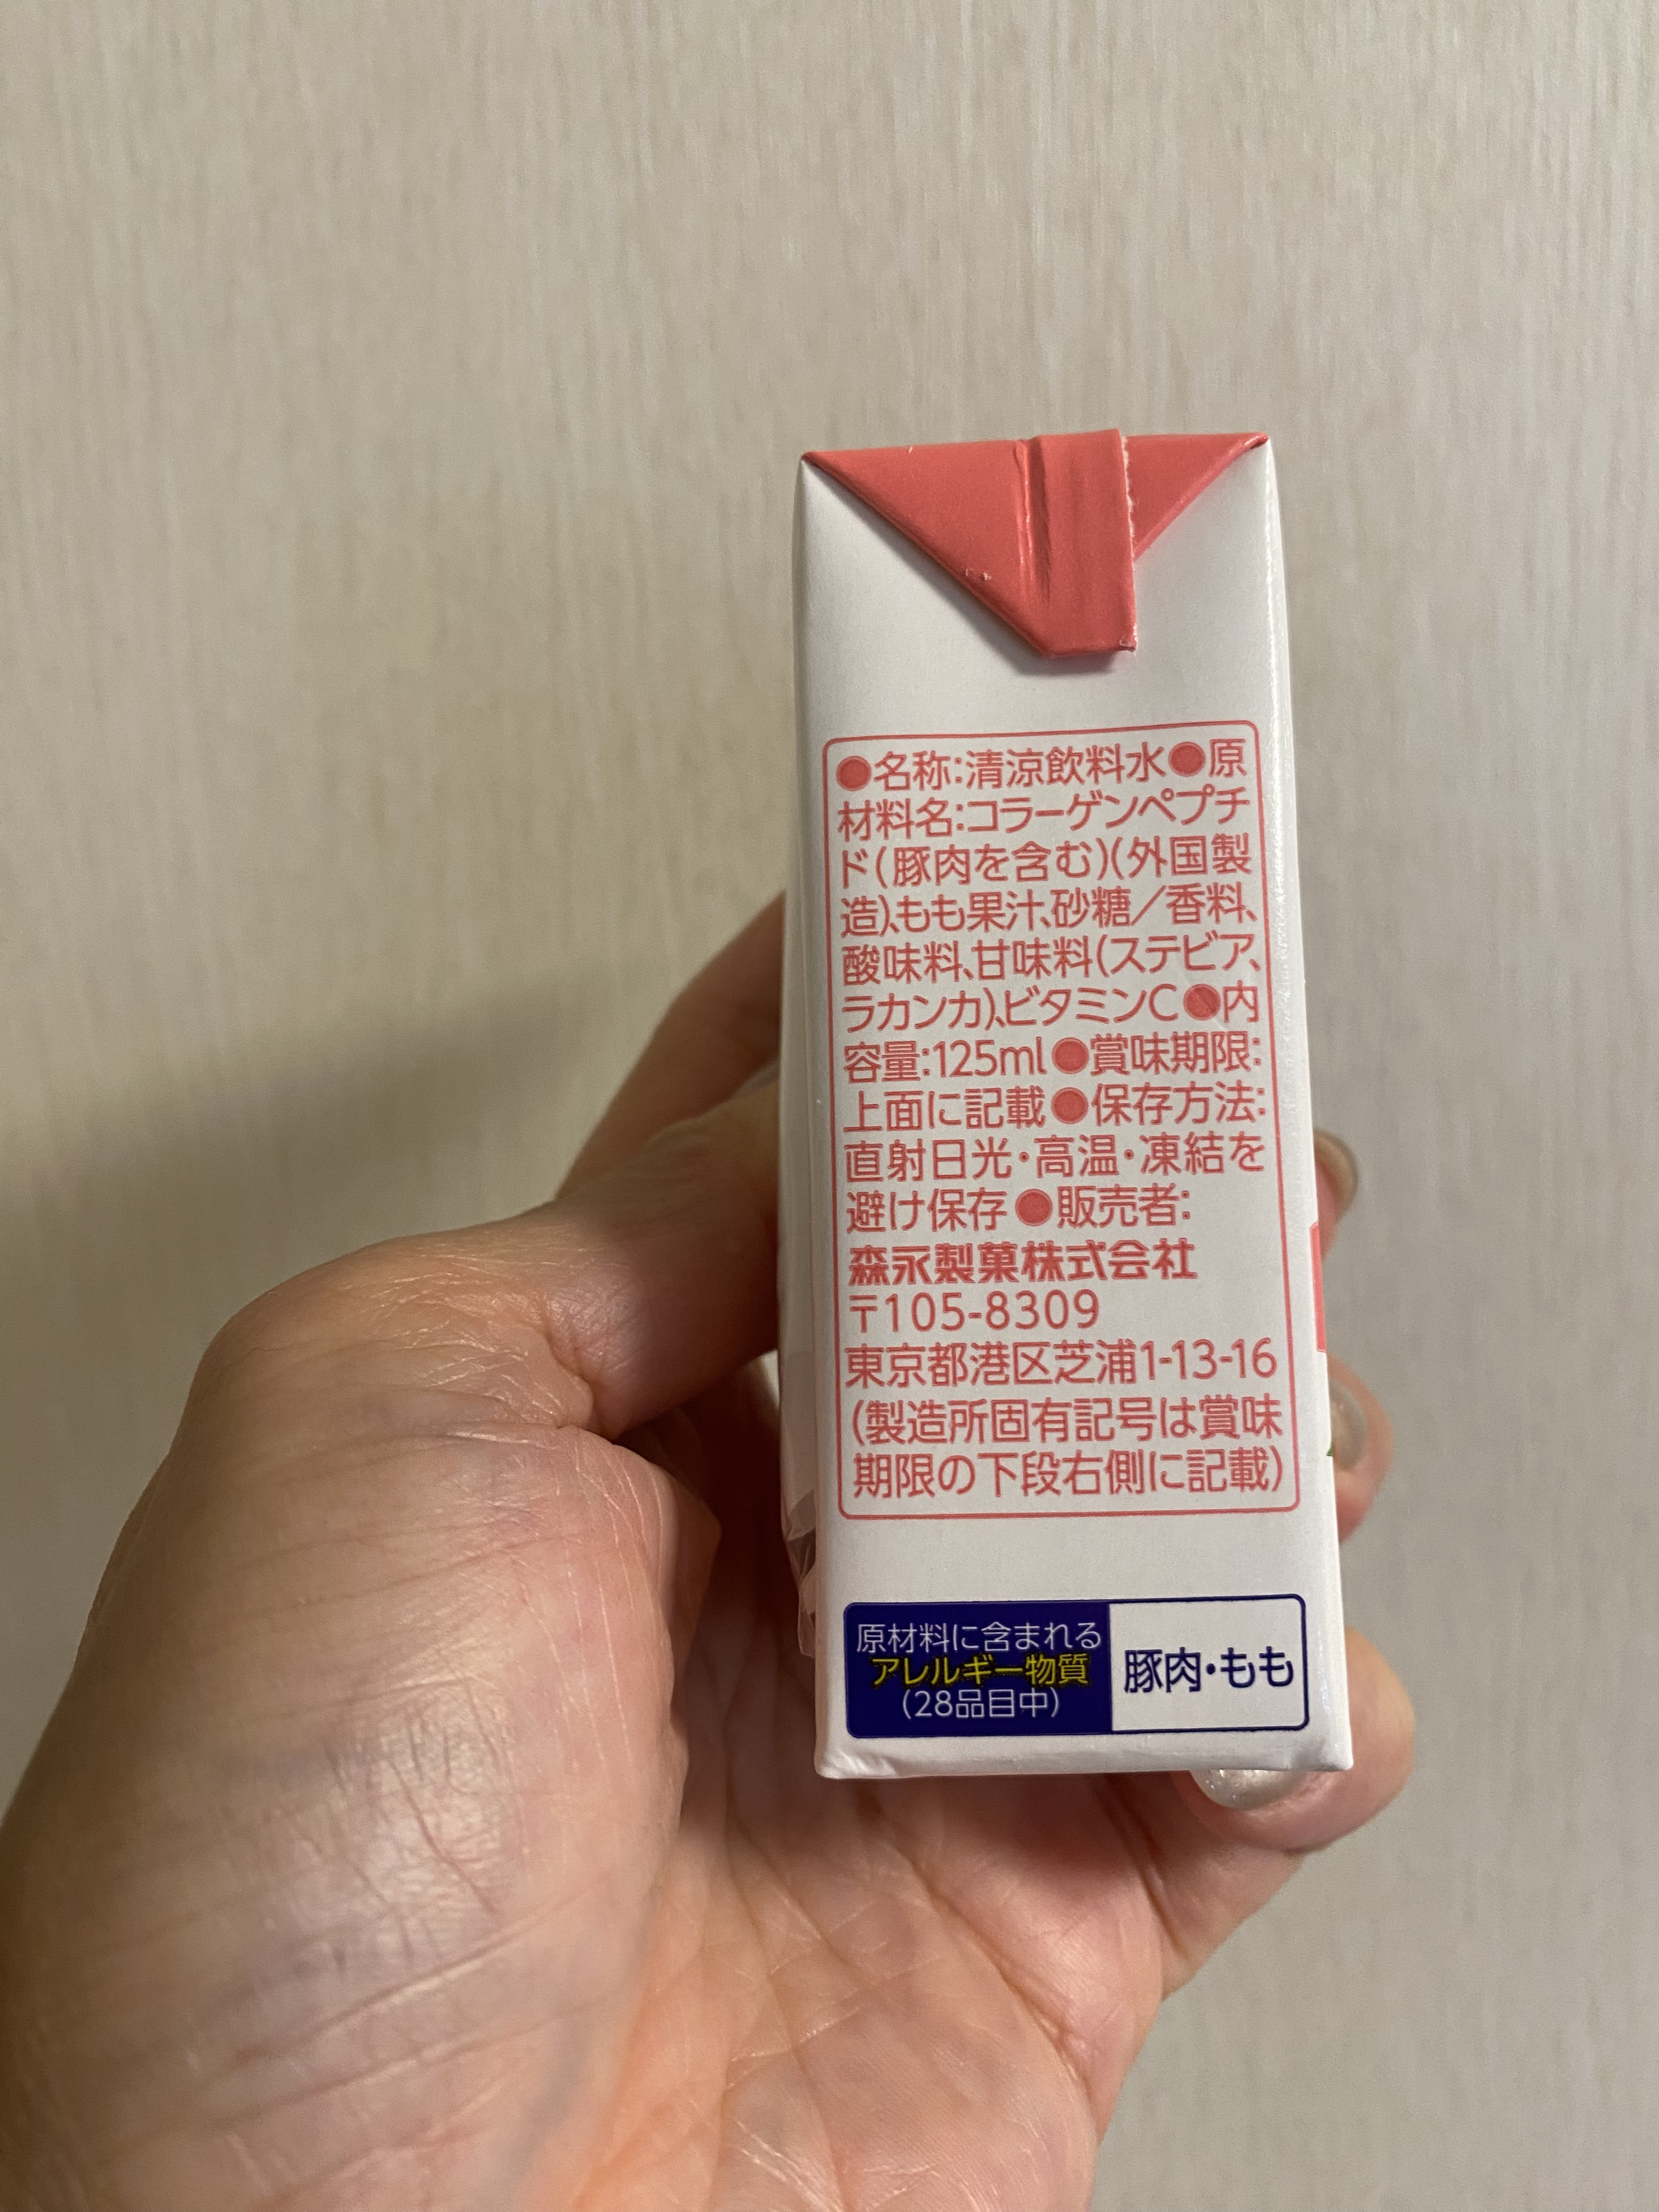 ●名称:清涼飲料水●原
材料名:コラーゲンペプチ
ド(豚肉を含む)(外国製
造)、もも果汁、砂糖／香料、
酸味料、甘味料(ステビア、
ラカンカ)、ビタミンC●内
容量:125ml●賞味期限:
上面に記載●保存方法:
直射日光・高温・凍結を
避け保存●販売者:
森永製菓株式会社
〒105-8309
東京都港区芝浦1-13-16
(製造所固有記号は賞味
期限の下段右側に記載)
原材料に含まれる
アレルギー物質
(28品目中)
豚肉・もも